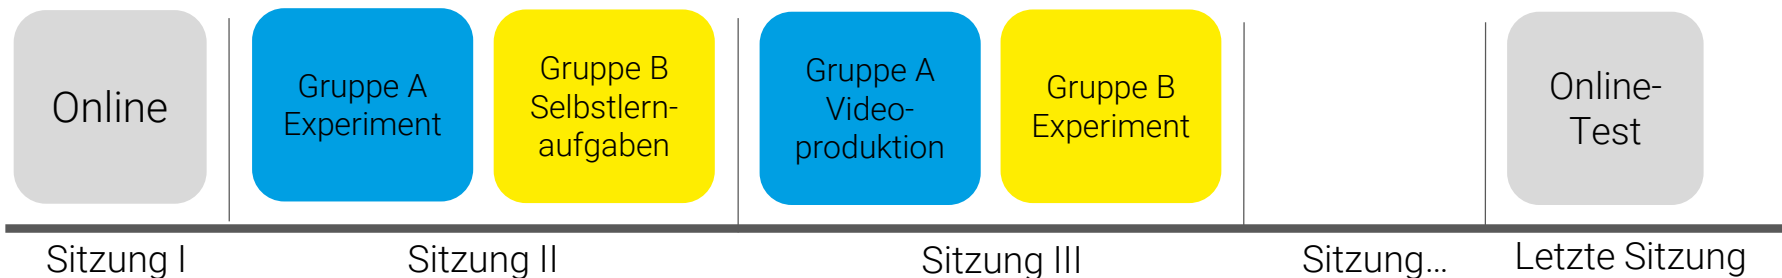 Online
Gruppe A
Experiment
Gruppe B
Selbstlern-
aufgaben
Gruppe A
Video-
produktion
Gruppe B
Experiment
Online-
Test
Sitzung I
Sitzung II
Sitzung III
Sitzung...
Letzte Sitzung